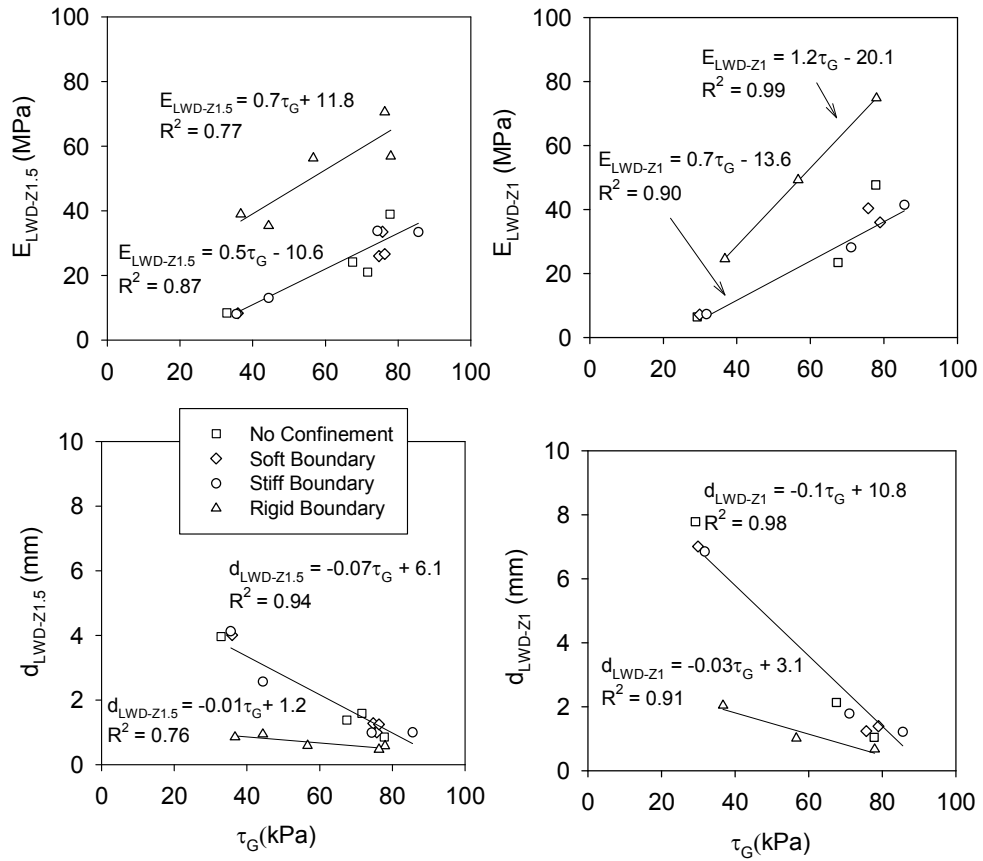 E_LWD-Z1.5 (MPa)
100
80
60
40
20
0
E_LWD-Z1.5 = 0.7τ_G + 11.8
R² = 0.77
E_LWD-Z1.5 = 0.5τ_G - 10.6
R² = 0.87
0 20 40 60 80 100
E_LWD-Z1 (MPa)
100
80
60
40
20
0
E_LWD-Z1 = 1.2τ_G - 20.1
R² = 0.99
E_LWD-Z1 = 0.7τ_G - 13.6
R² = 0.90
0 20 40 60 80 100
d_LWD-Z1.5 (mm)
10
8
6
4
2
0
No Confinement
Soft Boundary
Stiff Boundary
Rigid Boundary
d_LWD-Z1.5 = -0.07τ_G + 6.1
R² = 0.94
d_LWD-Z1.5 = -0.01τ_G + 1.2
R² = 0.76
0 20 40 60 80 100
τ_G (kPa)
d_LWD-Z1 (mm)
10
8
6
4
2
0
d_LWD-Z1 = -0.1τ_G + 10.8
R² = 0.98
d_LWD-Z1 = -0.03τ_G + 3.1
R² = 0.91
0 20 40 60 80 100
τ_G (kPa)